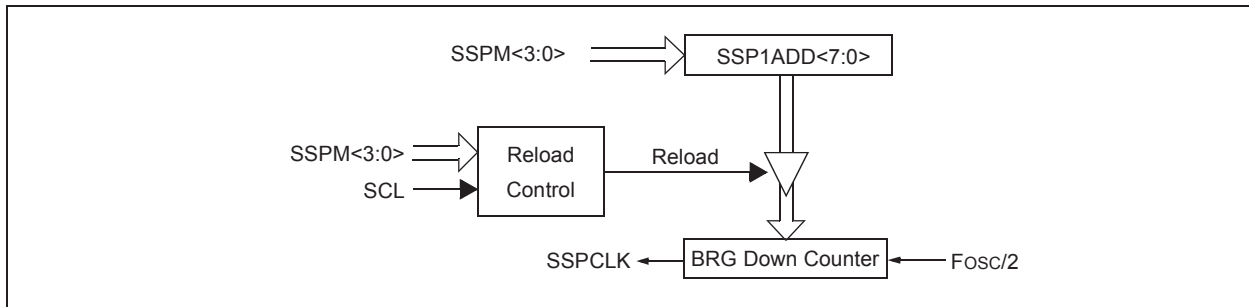 SSPM<3:0>
SSP1ADD<7:0>
SSPM<3:0>
SCL
Reload
Control
Reload
SSPCLK
BRG Down Counter
FOSC/2